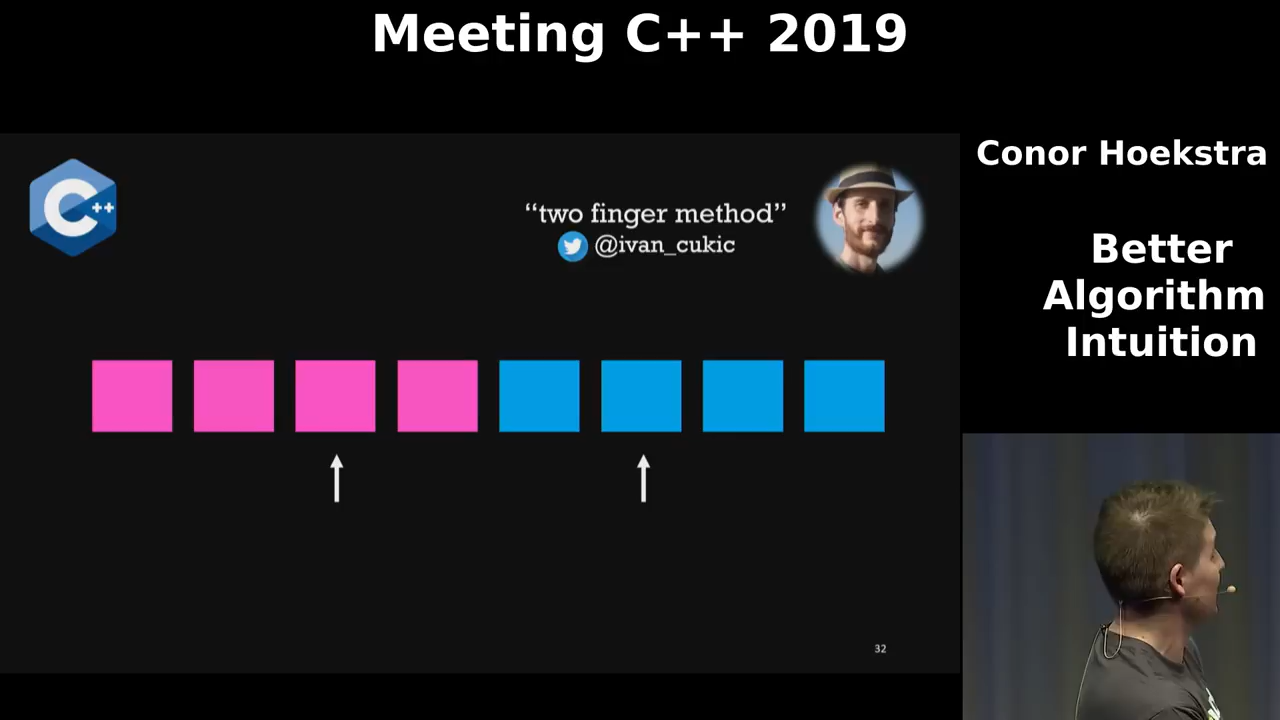 Meeting C++ 2019
C++
“two finger method”
@ivan_cukic
32
Conor Hoekstra
Better
Algorithm
Intuition